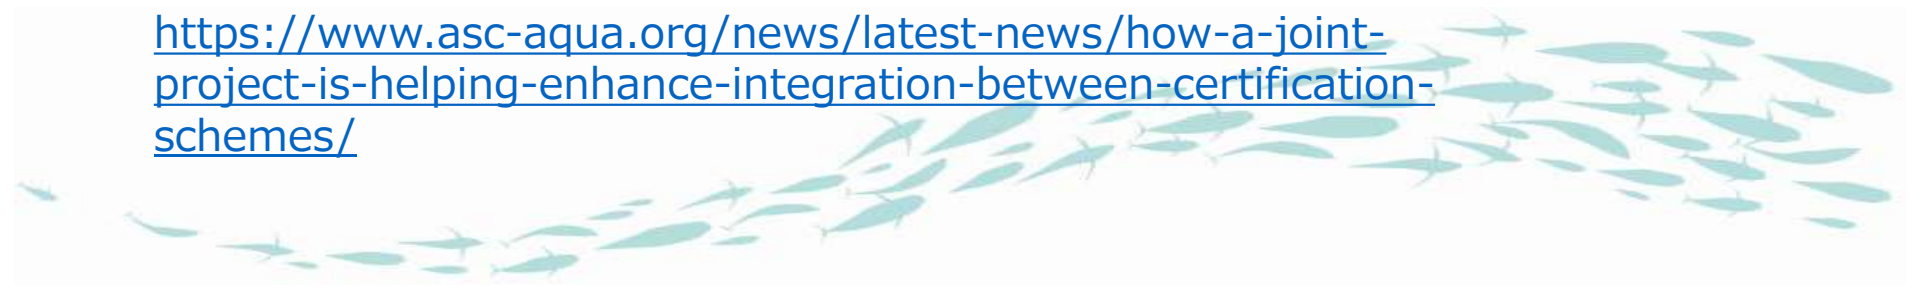 https://www.asc-aqua.org/news/latest-news/how-a-joint-
project-is-helping-enhance-integration-between-certification-
schemes/